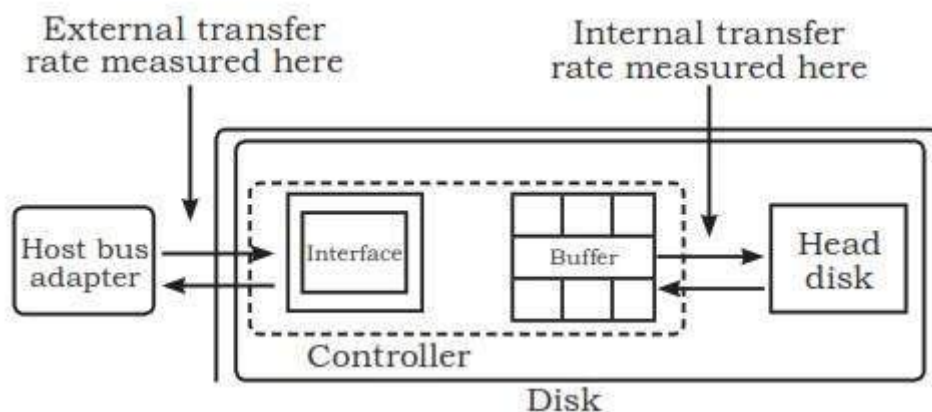 External transfer
rate measured here
Internal transfer
rate measured here
Host bus
adapter
Interface
Buffer
Head
disk
Controller
Disk